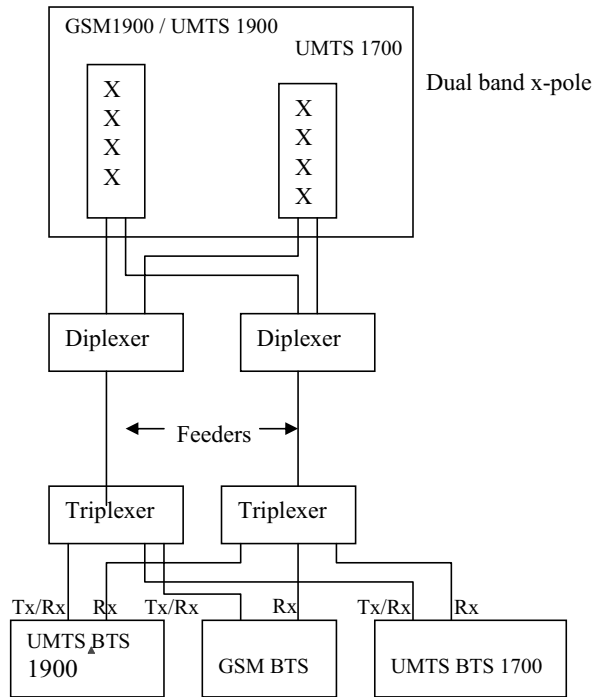 GSM1900 / UMTS 1900
UMTS 1700
Dual band x-pole
X
X
X
X
X
X
X
X
Diplexer
Diplexer
Feeders
Triplexer
Triplexer
Tx/Rx
Rx
Tx/Rx
Rx
Tx/Rx
Rx
UMTS BTS
1900
GSM BTS
UMTS BTS 1700